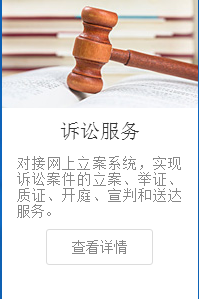 诉讼服务
对接网上立案系统，实现
诉讼案件的立案、举证、
质证、开庭、宣判和送达
服务。
查看详情